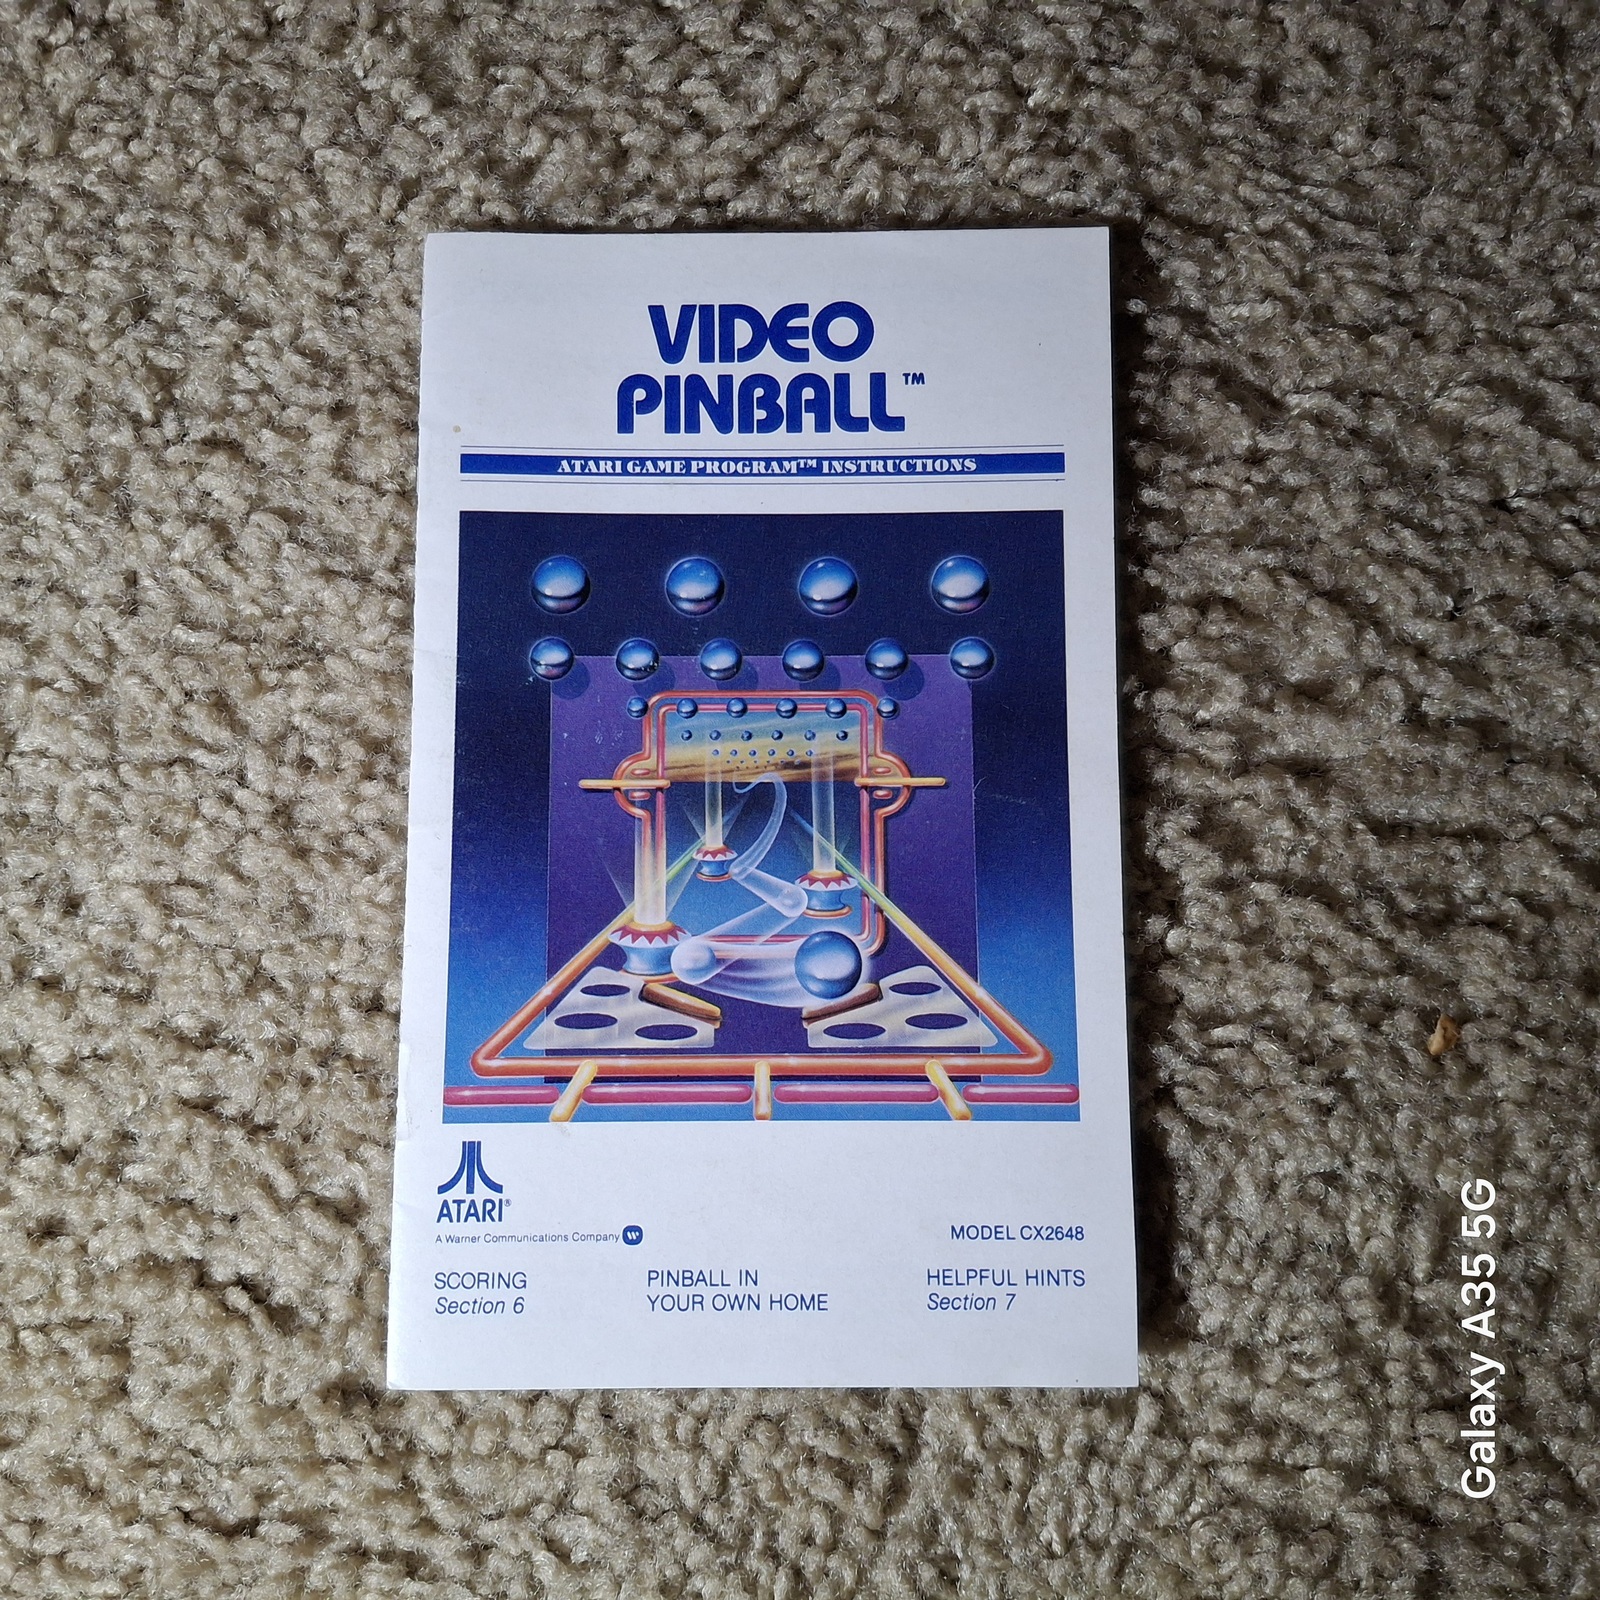 VIDEO
PINBALL™
ATARI GAME PROGRAM™ INSTRUCTIONS
ATARI®
A Warner Communications Company
MODEL CX2648
SCORING
Section 6
PINBALL IN
YOUR OWN HOME
HELPFUL HINTS
Section 7
Galaxy A35 5G